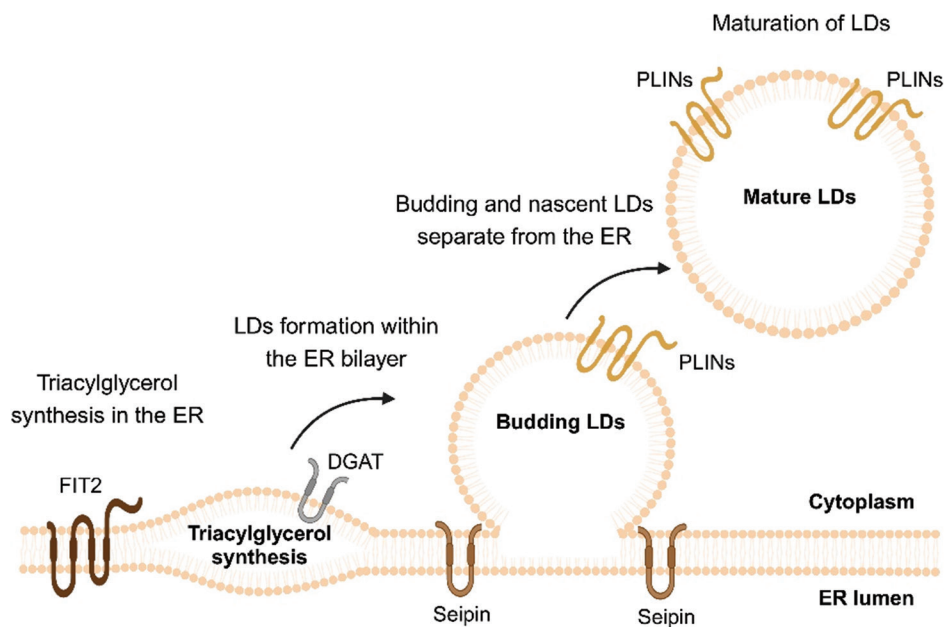 Maturation of LDs
PLINs
PLINs
Mature LDs
Budding and nascent LDs
separate from the ER
LDs formation within
the ER bilayer
PLINs
Triacylglycerol
synthesis in the ER
Budding LDs
DGAT
FIT2
Cytoplasm
Triacylglycerol
synthesis
ER lumen
Seipin
Seipin